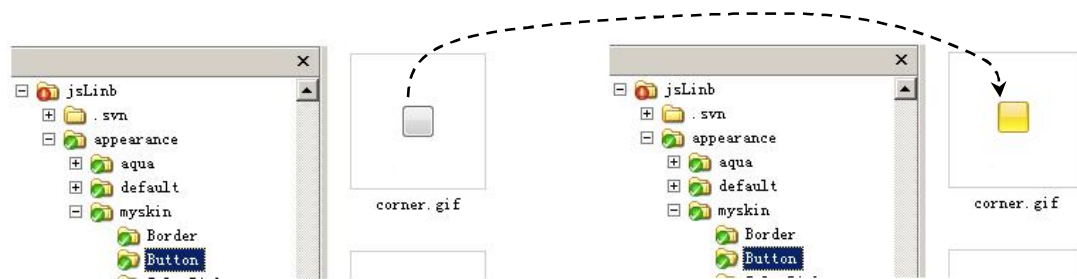 jsLinb
.svn
appearance
aqua
default
myskin
Border
Button
corner.gif
jsLinb
.svn
appearance
aqua
default
myskin
Border
Button
corner.gif